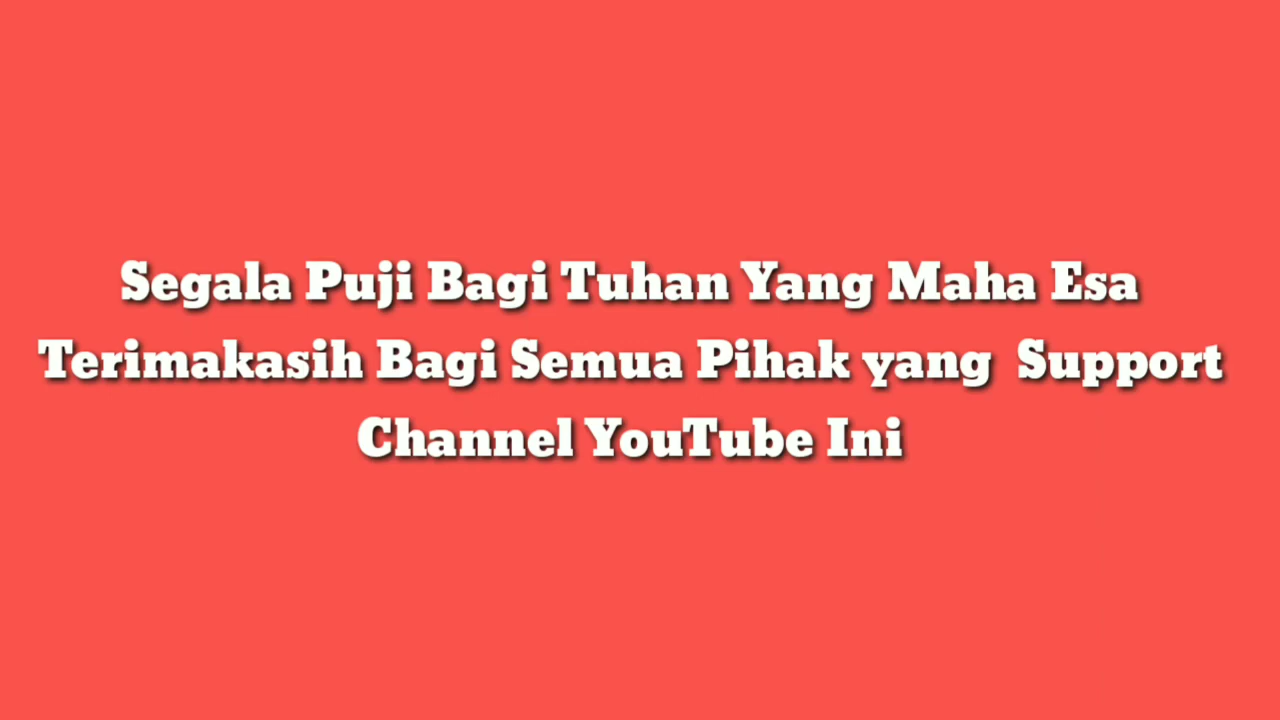 Segala Puji Bagi Tuhan Yang Maha Esa
Terimakasih Bagi Semua Pihak yang  Support
Channel YouTube Ini